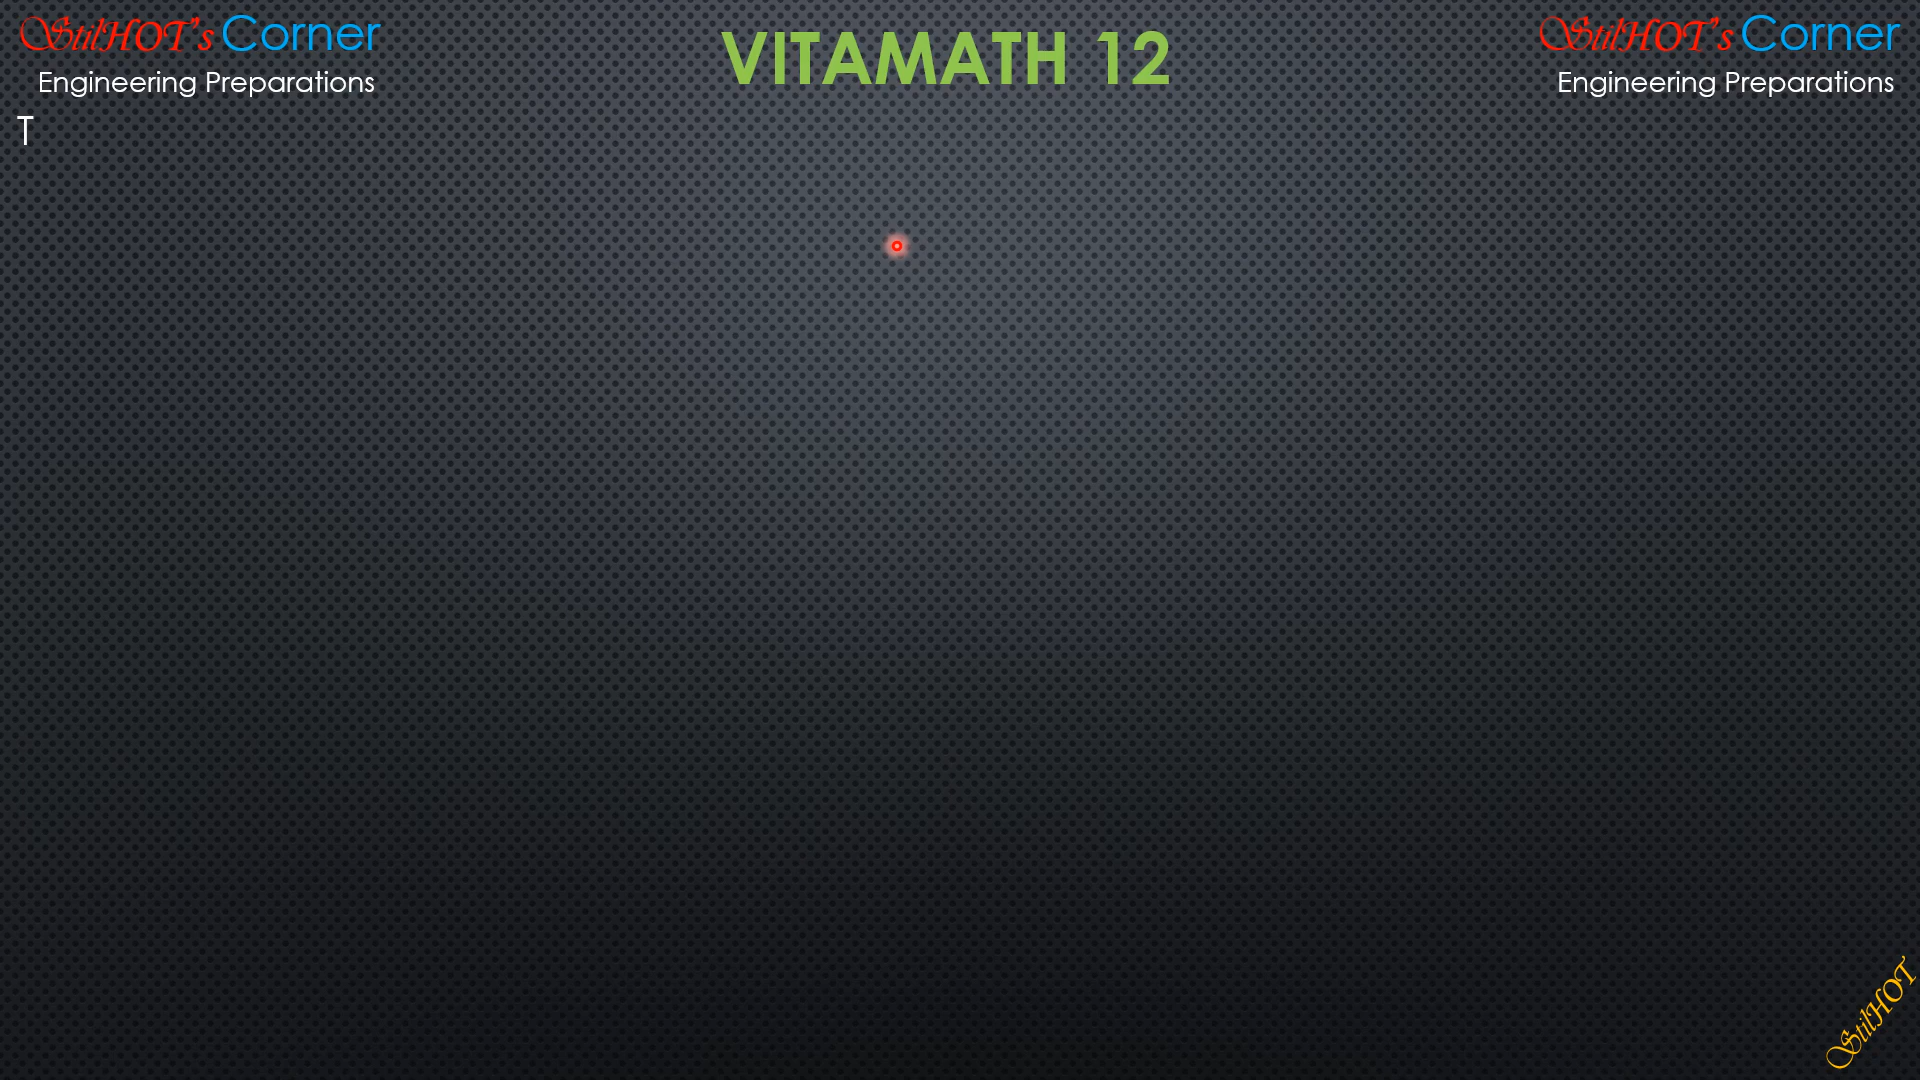 StilHOT's Corner
Engineering Preparations
VITAMATH 12
StilHOT's Corner
Engineering Preparations
T
StilHOT